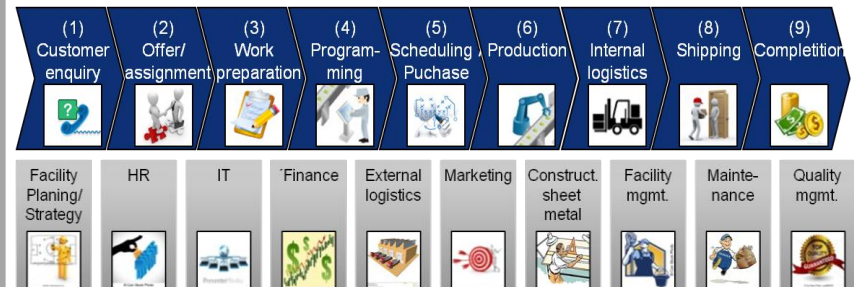 (1)
Customer
enquiry
(2)
Offer/
assignment
(3)
Work
preparation
(4)
Program-
ming
(5)
Scheduling /
Puchase
(6)
Production
(7)
Internal
logistics
(8)
Shipping
(9)
Completition
Facility
Planing/
Strategy
HR
IT
´Finance
External
logistics
Marketing
Construct.
sheet
metal
Facility
mgmt.
Mainte-
nance
Quality
mgmt.